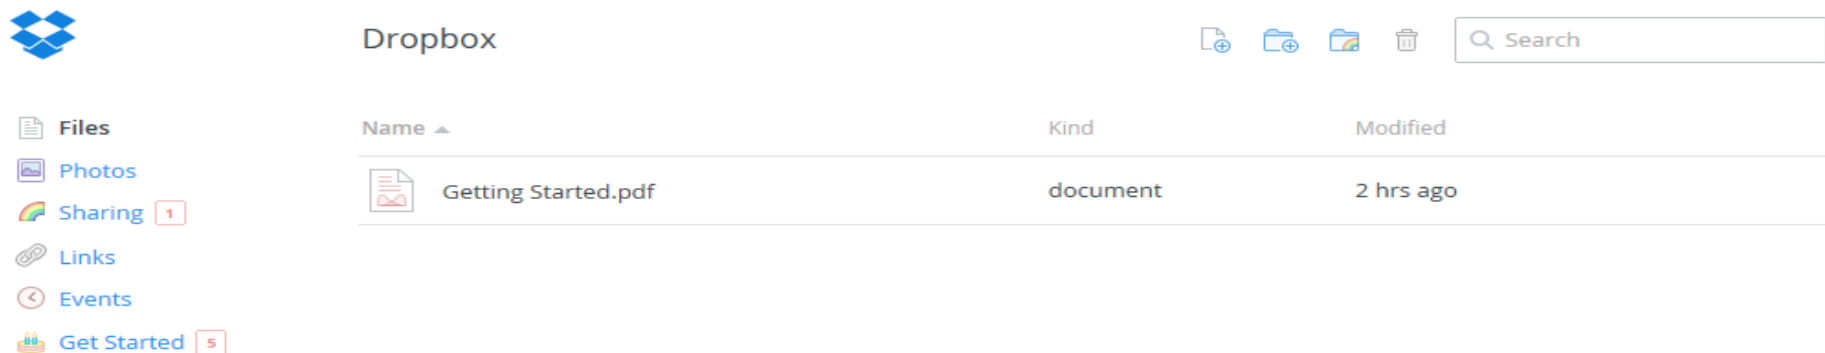 Dropbox
Search
Files
Name Kind Modified
Photos
Getting Started.pdf document 2 hrs ago
Sharing 1
Links
Events
Get Started 5